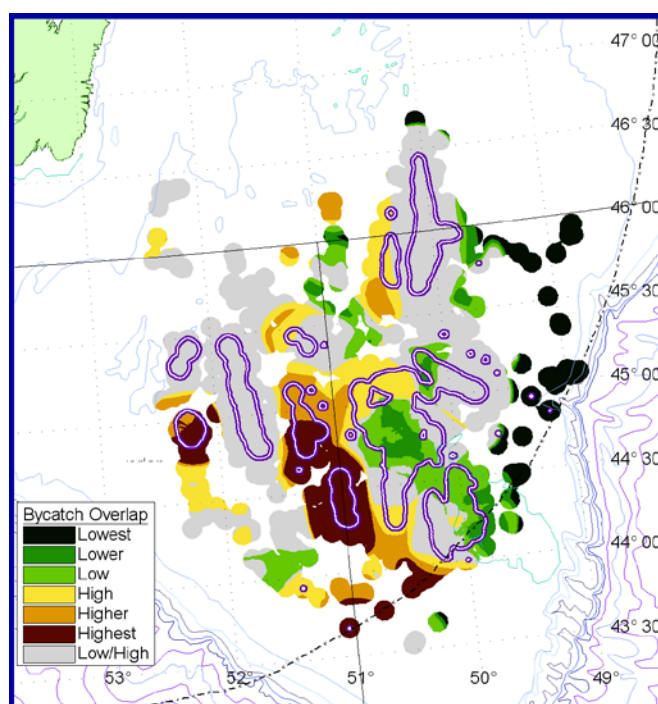 47° 00
46° 30
46° 00
45° 30
45° 00
44° 30
44° 00
43° 30
Bycatch Overlap
Lowest
Lower
Low
High
Higher
Highest
Low/High
53° 52° 51° 50° 49°